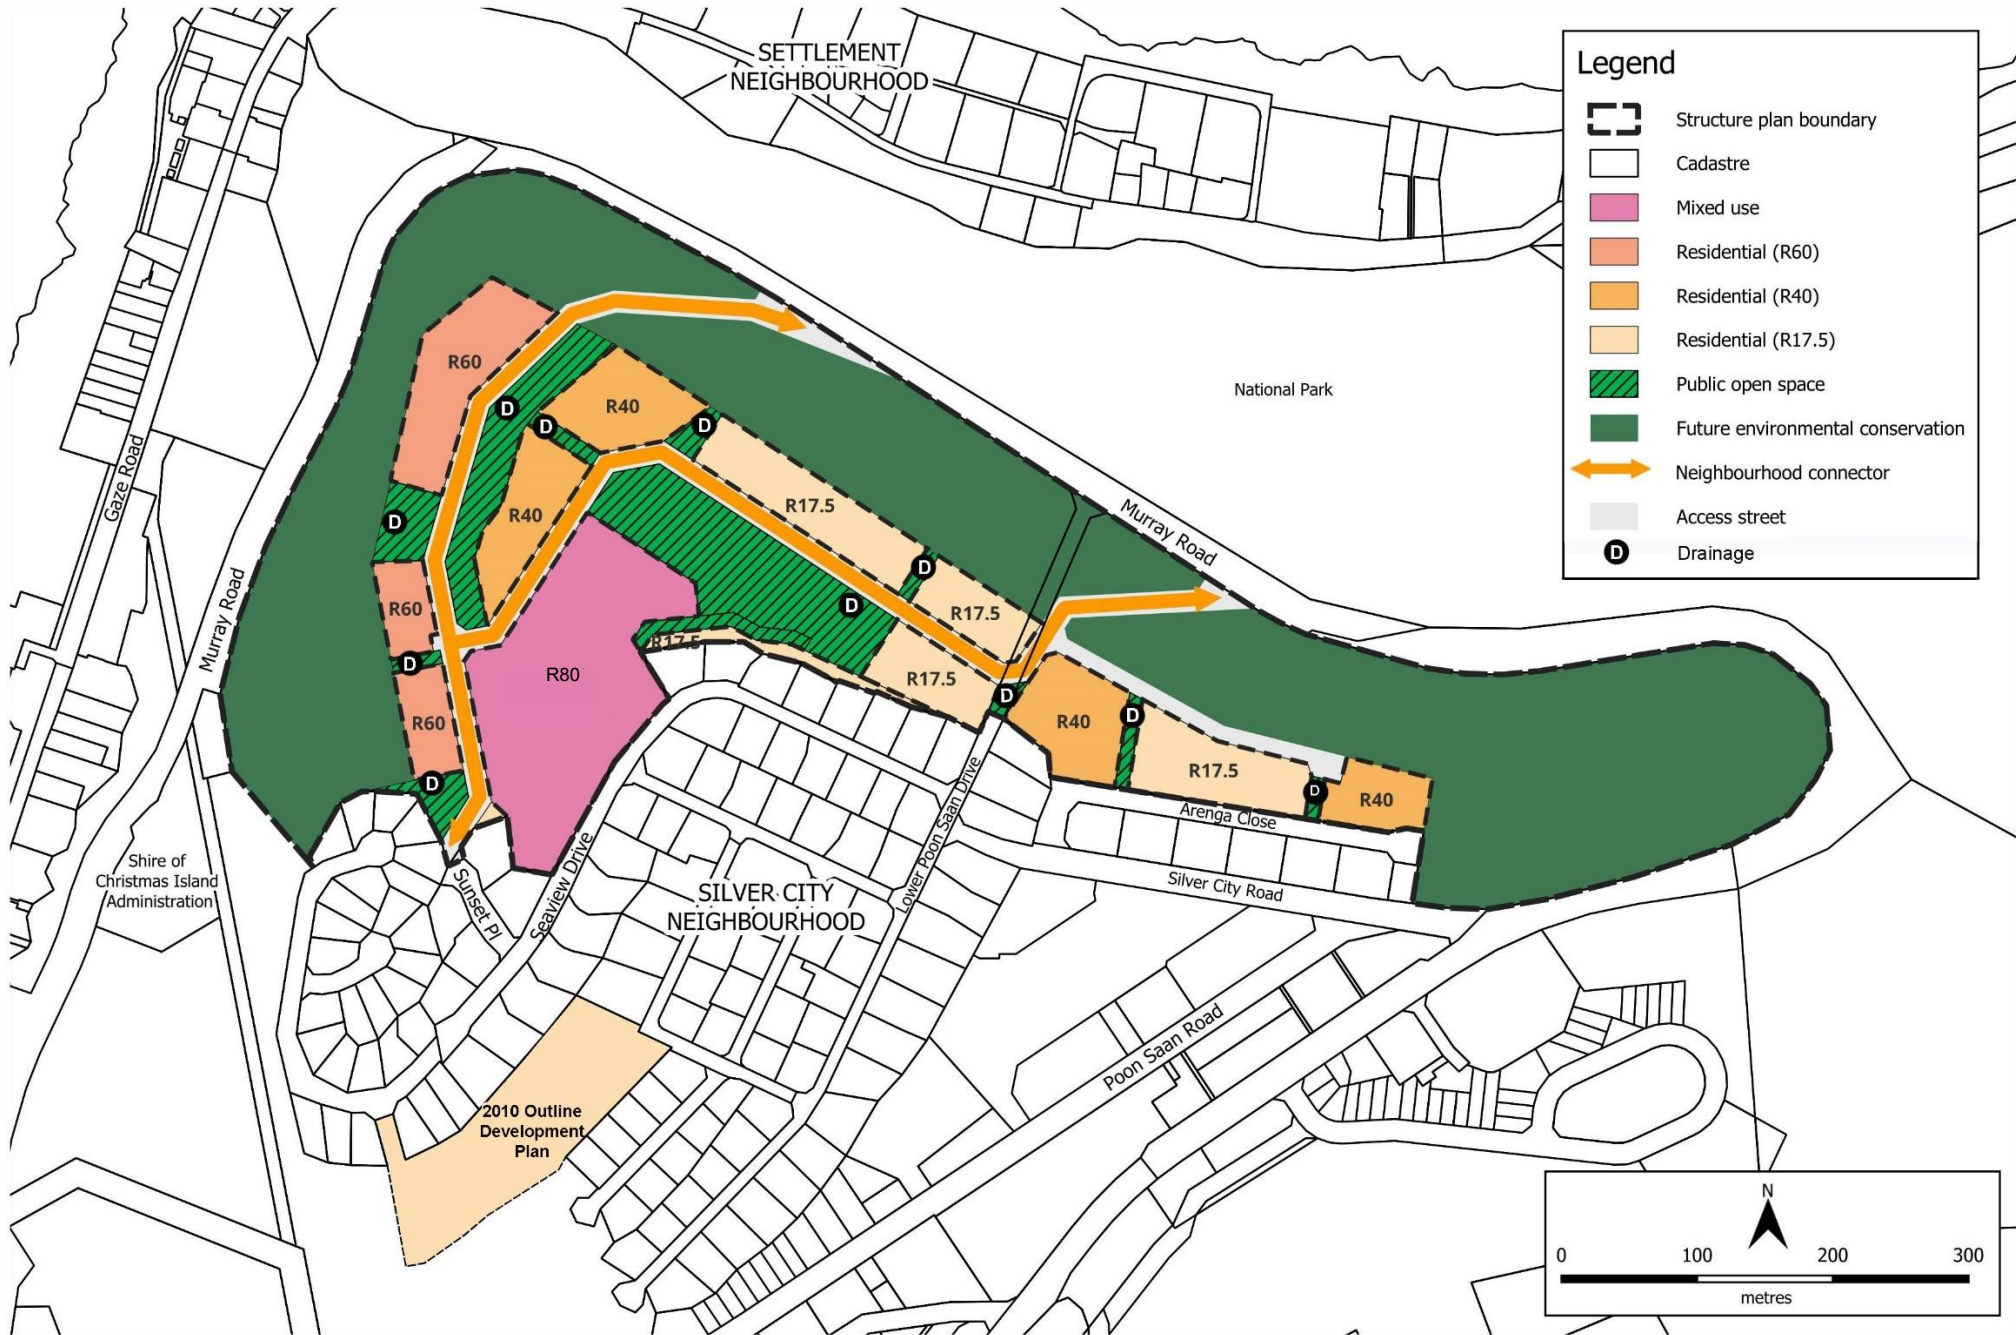 SETTLEMENT
NEIGHBOURHOOD
Legend
Structure plan boundary
Cadastre
Mixed use
Residential (R60)
Residential (R40)
Residential (R17.5)
Public open space
Future environmental conservation
Neighbourhood connector
Access street
D
Drainage
National Park
Gaze Road
Murray Road
Murray Road
R60
R40
D
D
D
R17.5
R40
D
D
D
R60
R17.5
R17.5
R17.5
D
R80
R60
D
R40
D
R17.5
D
R40
D
Arenga Close
Silver City Road
Lower Poon Saan Drive
Seaview Drive
Sunset Pl
Shire of
Christmas Island
Administration
SILVER CITY
NEIGHBOURHOOD
Poon Saan Road
2010 Outline
Development
Plan
N
0 100 200 300
metres